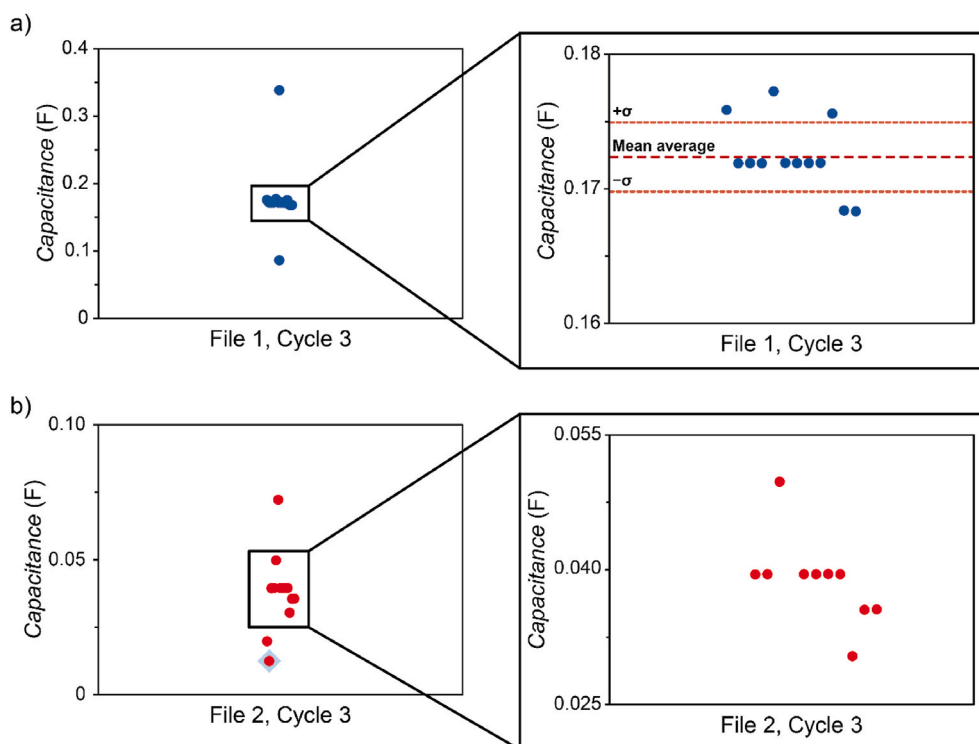 a)
0.4
0.3
0.2
0.1
0
Capacitance (F)
File 1, Cycle 3
0.18
0.17
0.16
Capacitance (F)
+σ
Mean average
−σ
File 1, Cycle 3
b)
0.10
0.05
0
Capacitance (F)
File 2, Cycle 3
0.055
0.040
0.025
Capacitance (F)
File 2, Cycle 3